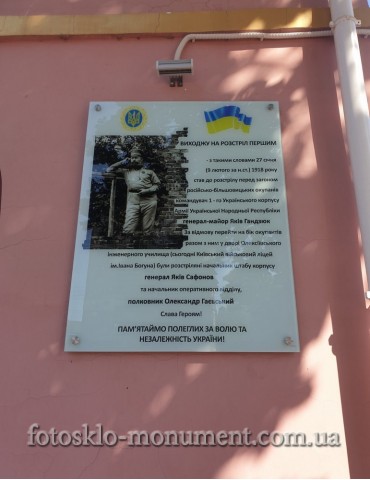 ВИХОДЖУ НА РОЗСТРІЛ ПЕРШИМ
- з такими словами 27 січня
(9 лютого за н.ст.) 1918 року
став до розстрілу перед загоном
російсько-більшовицьких окупантів
командувач 1 - го Українського корпусу
Армії Української Народньої Республіки
генерал-майор Яків Гандзюк
За відмову перейти на бік окупантів
разом з ним у дворі Олексіївського
інженерного училища (сьогодні Київський військовий ліцей
ім.Івана Богуна) були розстріляні начальник штабу корпусу
генерал Яків Сафонов
та начальник оперативного відділу,
полковник Олександр Гаєвський
Слава Героям!
ПАМ'ЯТАЙМО ПОЛЕГЛИХ ЗА ВОЛЮ ТА
НЕЗАЛЕЖНІСТЬ УКРАЇНИ!
fotosklo-monument.com.ua